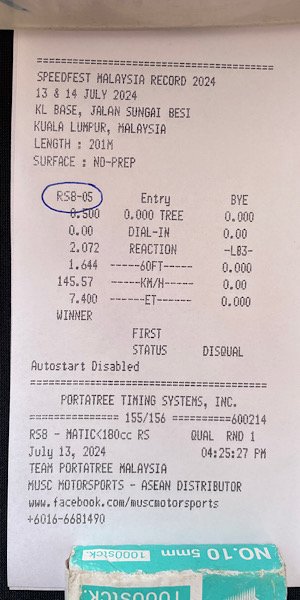 SPEEDFEST MALAYSIA RECORD 2024
13 & 14 JULY 2024
KL BASE, JALAN SUNGAI BESI
KUALA LUMPUR, MALAYSIA
LENGTH : 201M
SURFACE : NO-PREP
RS8-05 Entry BYE
0.500 0.000 TREE 0.000
0.00 DIAL-IN 0.00
2.072 REACTION -LB3-
1.644 ------60FT------ 0.000
145.57 ------KM/H------ 0.00
7.400 ------ET------ 0.000
WINNER
FIRST
STATUS DISQUAL
Autostart Disabled
PORTATREE TIMING SYSTEMS, INC.
================ 155/156 ==========600214
RS8 - MATIC<180cc RS QUAL RND 1
July 13, 2024 04:25:27 PM
TEAM PORTATREE MALAYSIA
MUSC MOTORSPORTS - ASEAN DISTRIBUTOR
www.facebook.com/muscmotorsports
+6016-6681490
NO.10 5mm 1000stck.
1000stck.